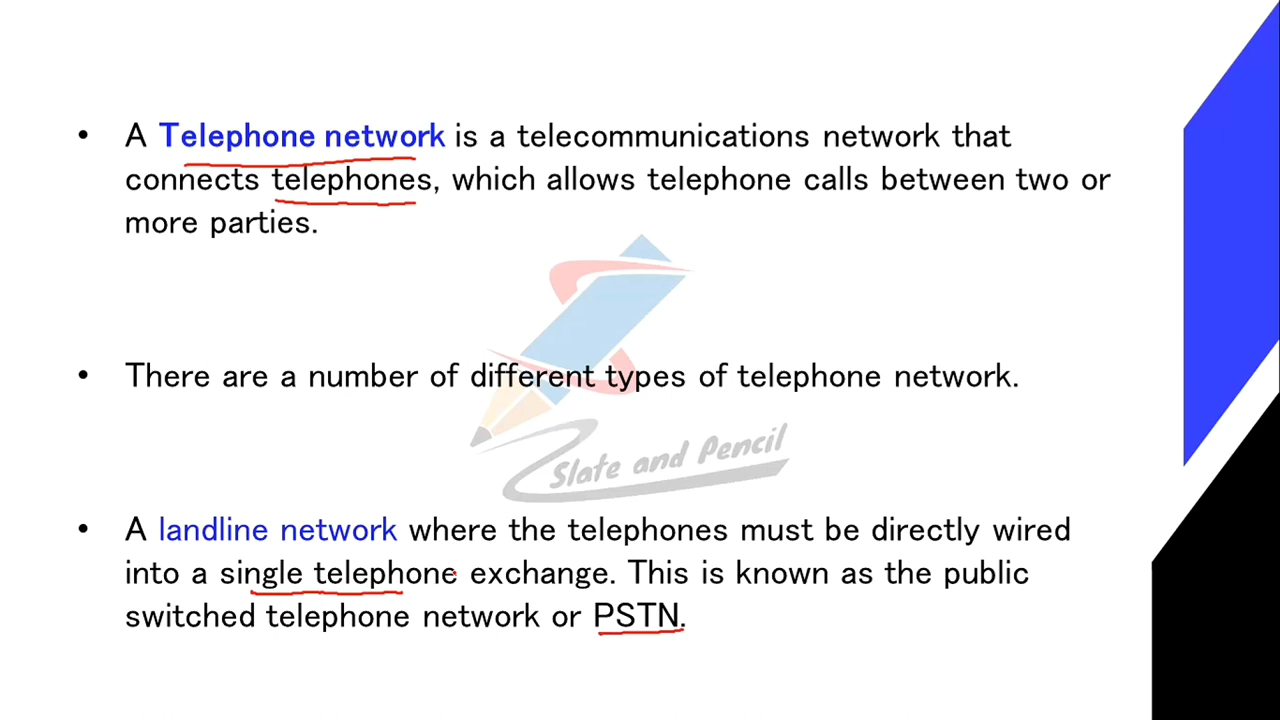 • A Telephone network is a telecommunications network that
connects telephones, which allows telephone calls between two or
more parties.
• There are a number of different types of telephone network.
Slate and Pencil
• A landline network where the telephones must be directly wired
into a single telephone exchange. This is known as the public
switched telephone network or PSTN.